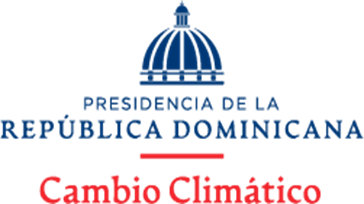 PRESIDENCIA DE LA
REPÚBLICA DOMINICANA
Cambio Climático